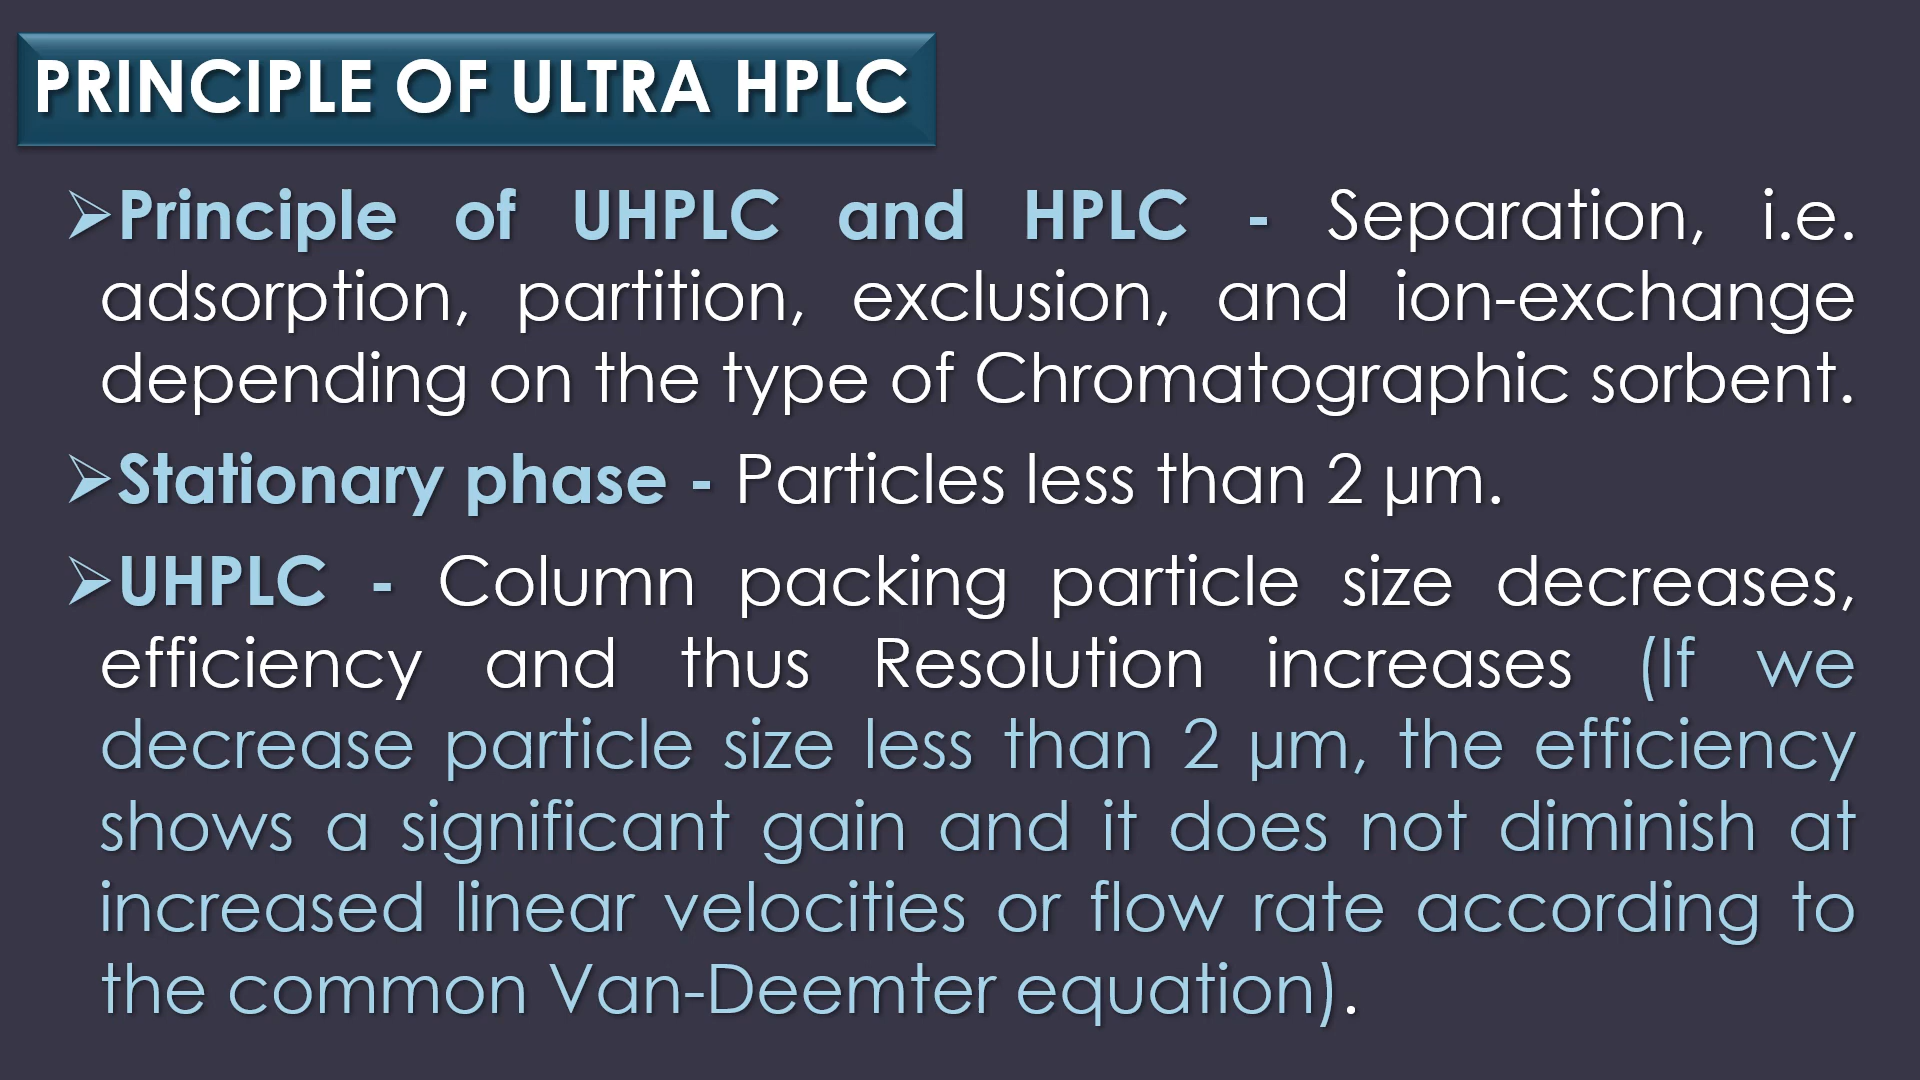 PRINCIPLE OF ULTRA HPLC
➢Principle of UHPLC and HPLC - Separation, i.e.
adsorption, partition, exclusion, and ion-exchange
depending on the type of Chromatographic sorbent.
➢Stationary phase - Particles less than 2 µm.
➢UHPLC - Column packing particle size decreases,
efficiency and thus Resolution increases (If we
decrease particle size less than 2 µm, the efficiency
shows a significant gain and it does not diminish at
increased linear velocities or flow rate according to
the common Van-Deemter equation).